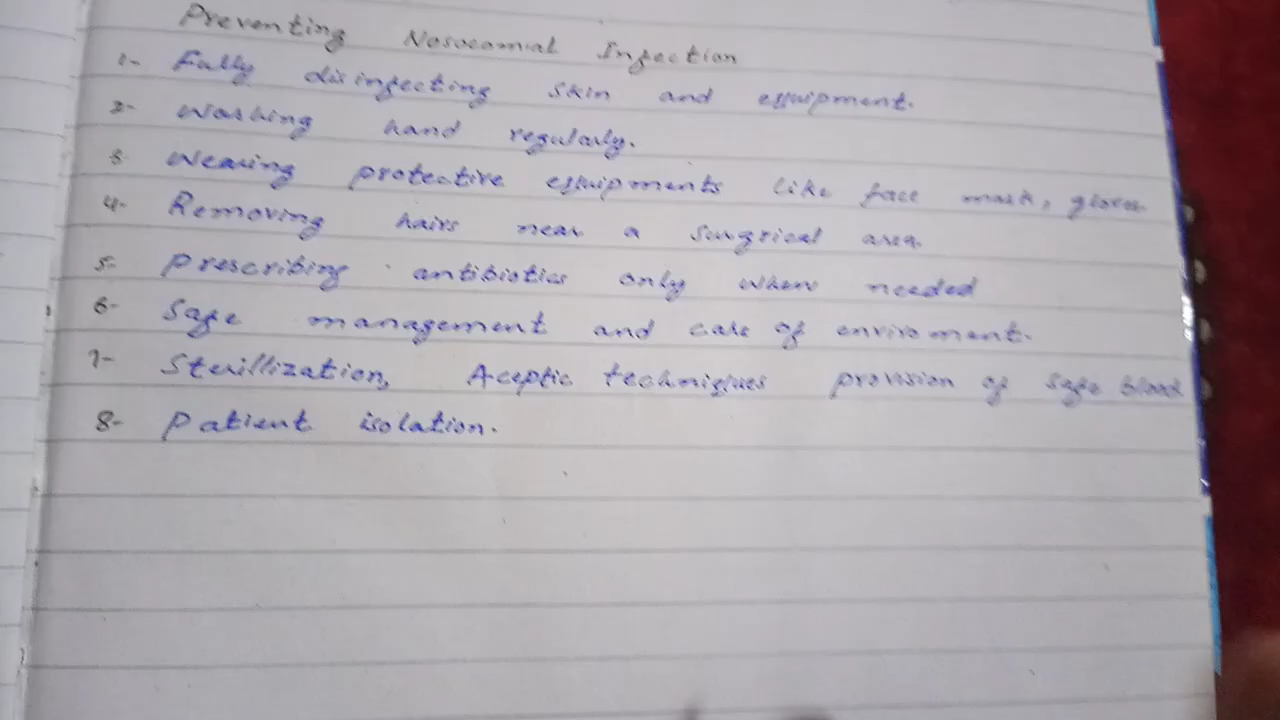 Preventing Nosocomial Infection
1- Fully disinfecting skin and equipment.
2- Washing hand regularly.
3- Wearing protective equipments like face mask, gloves
4- Removing hairs near a surgrical area.
5- Prescribing antibiotics only when needed
6- Safe management and care of enviroment.
7- Sterillization, Aceptic techniques provision of safe blood
8- Patient isolation.